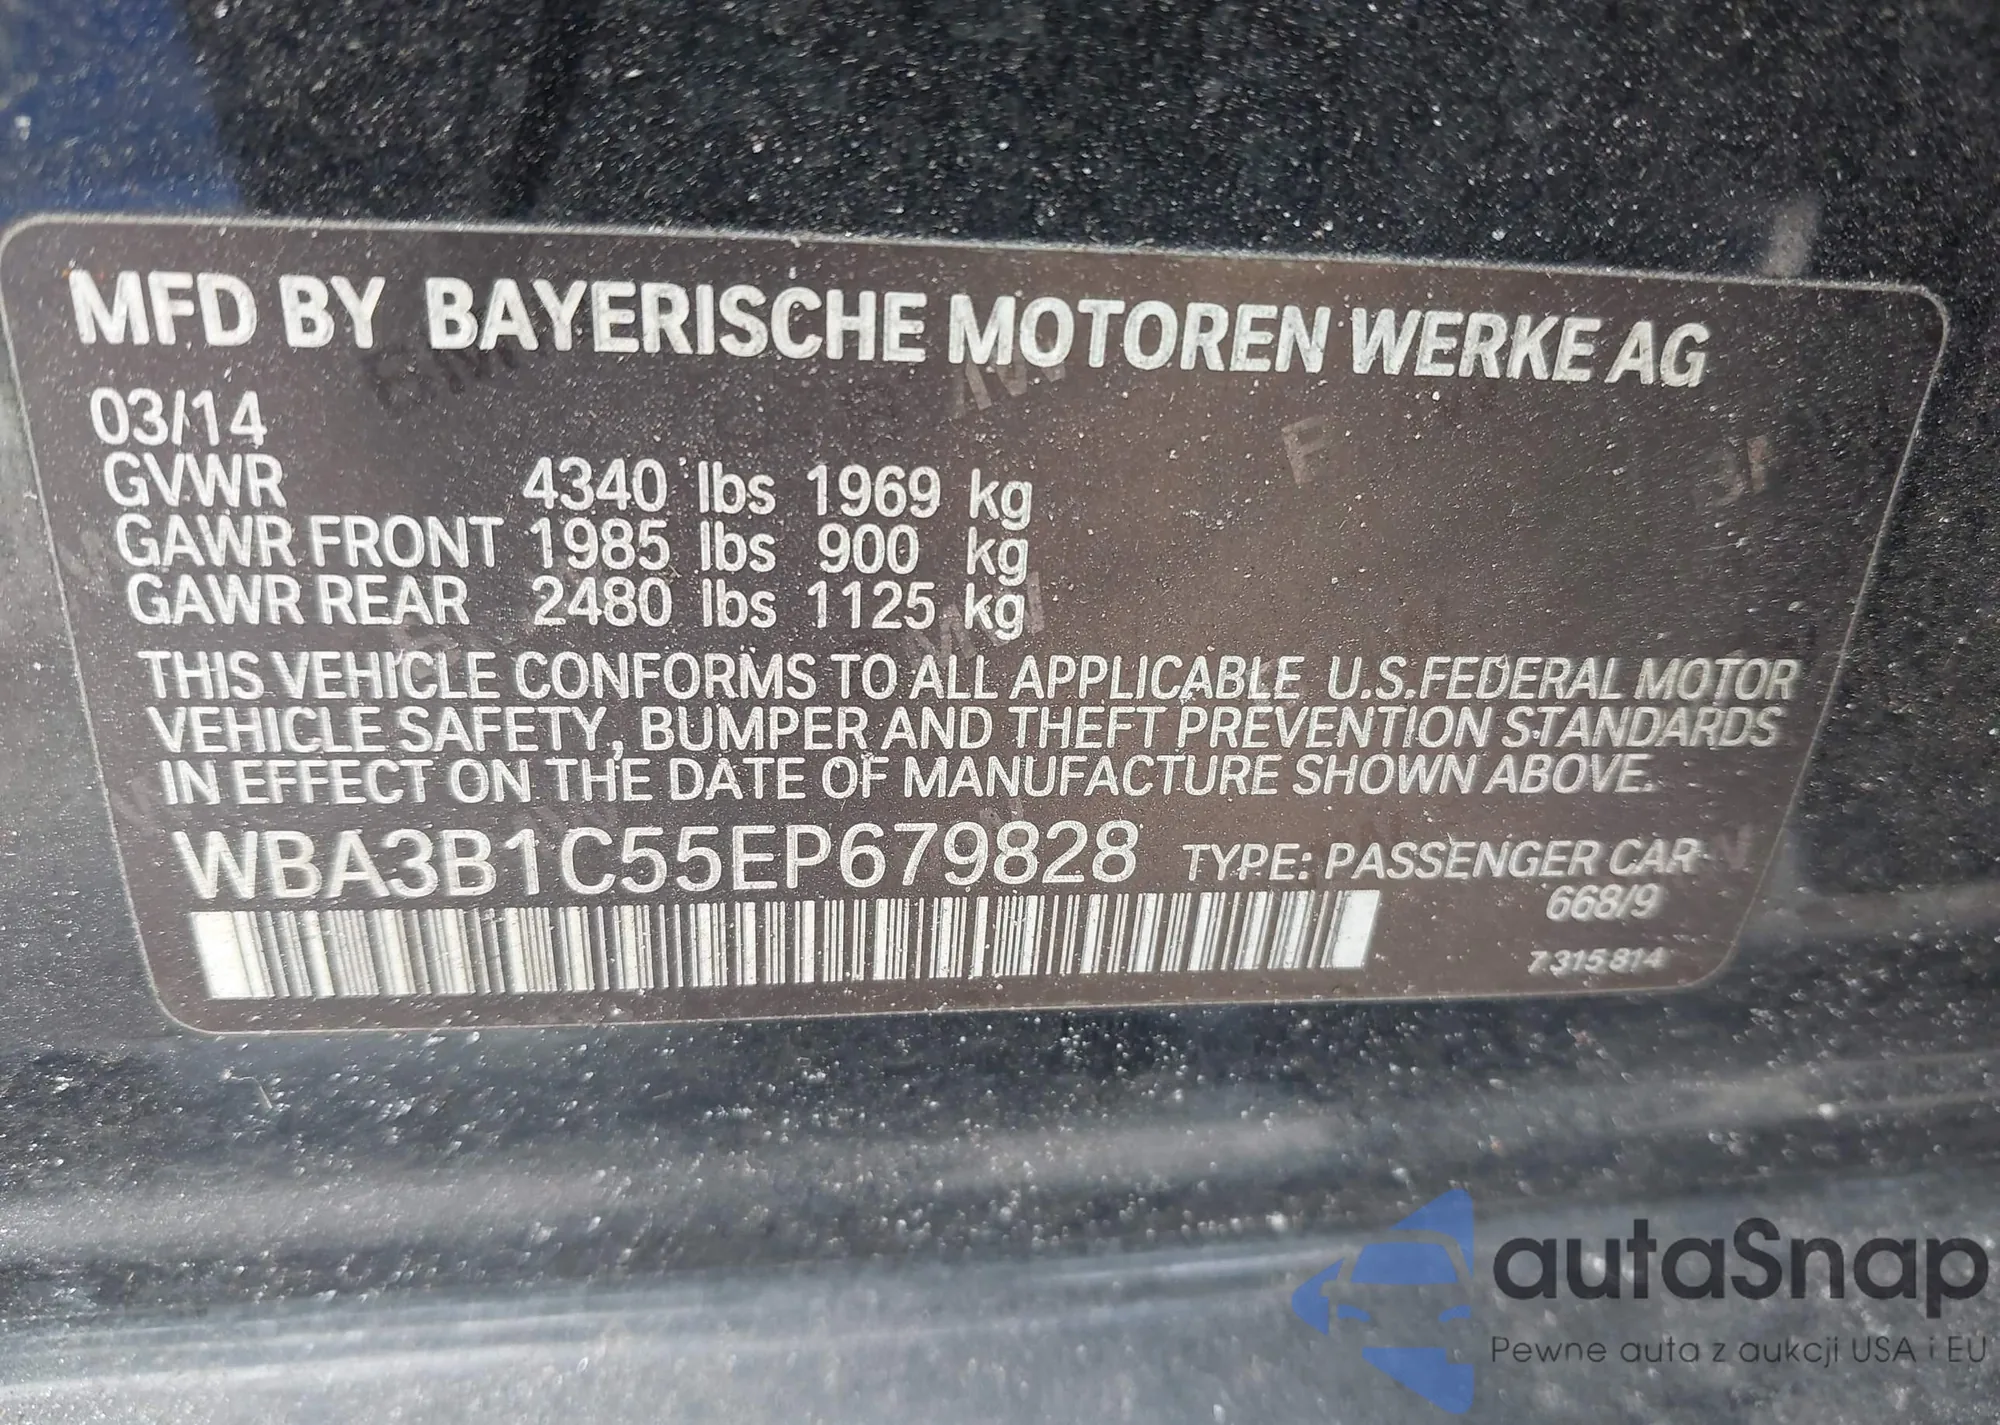 MFD BY BAYERISCHE MOTOREN WERKE AG
03/14
GVWR 4340 lbs 1969 kg
GAWR FRONT 1985 lbs 900 kg
GAWR REAR 2480 lbs 1125 kg
THIS VEHICLE CONFORMS TO ALL APPLICABLE U.S.FEDERAL MOTOR
VEHICLE SAFETY, BUMPER AND THEFT PREVENTION STANDARDS
IN EFFECT ON THE DATE OF MANUFACTURE SHOWN ABOVE.
WBA3B1C55EP679828 TYPE: PASSENGER CAR
668/9
7 315 814
autaSnap
Pewne auta z aukcji USA i EU